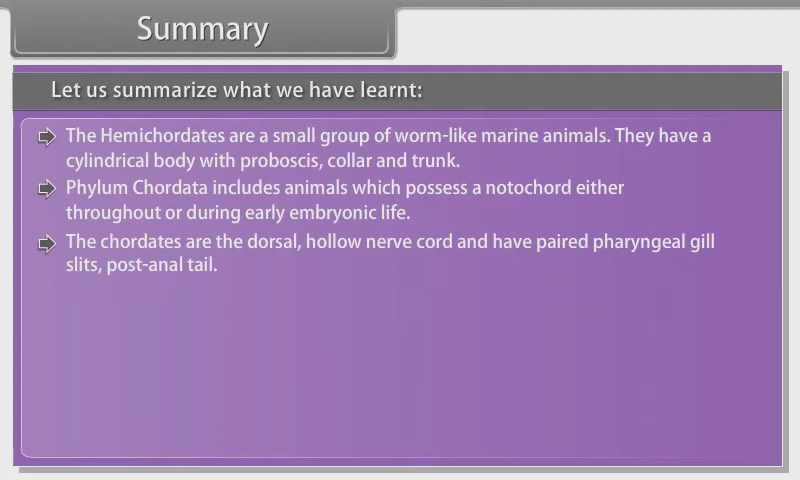 Summary
Let us summarize what we have learnt:
The Hemichordates are a small group of worm-like marine animals. They have a
cylindrical body with proboscis, collar and trunk.
Phylum Chordata includes animals which possess a notochord either
throughout or during early embryonic life.
The chordates are the dorsal, hollow nerve cord and have paired pharyngeal gill
slits, post-anal tail.